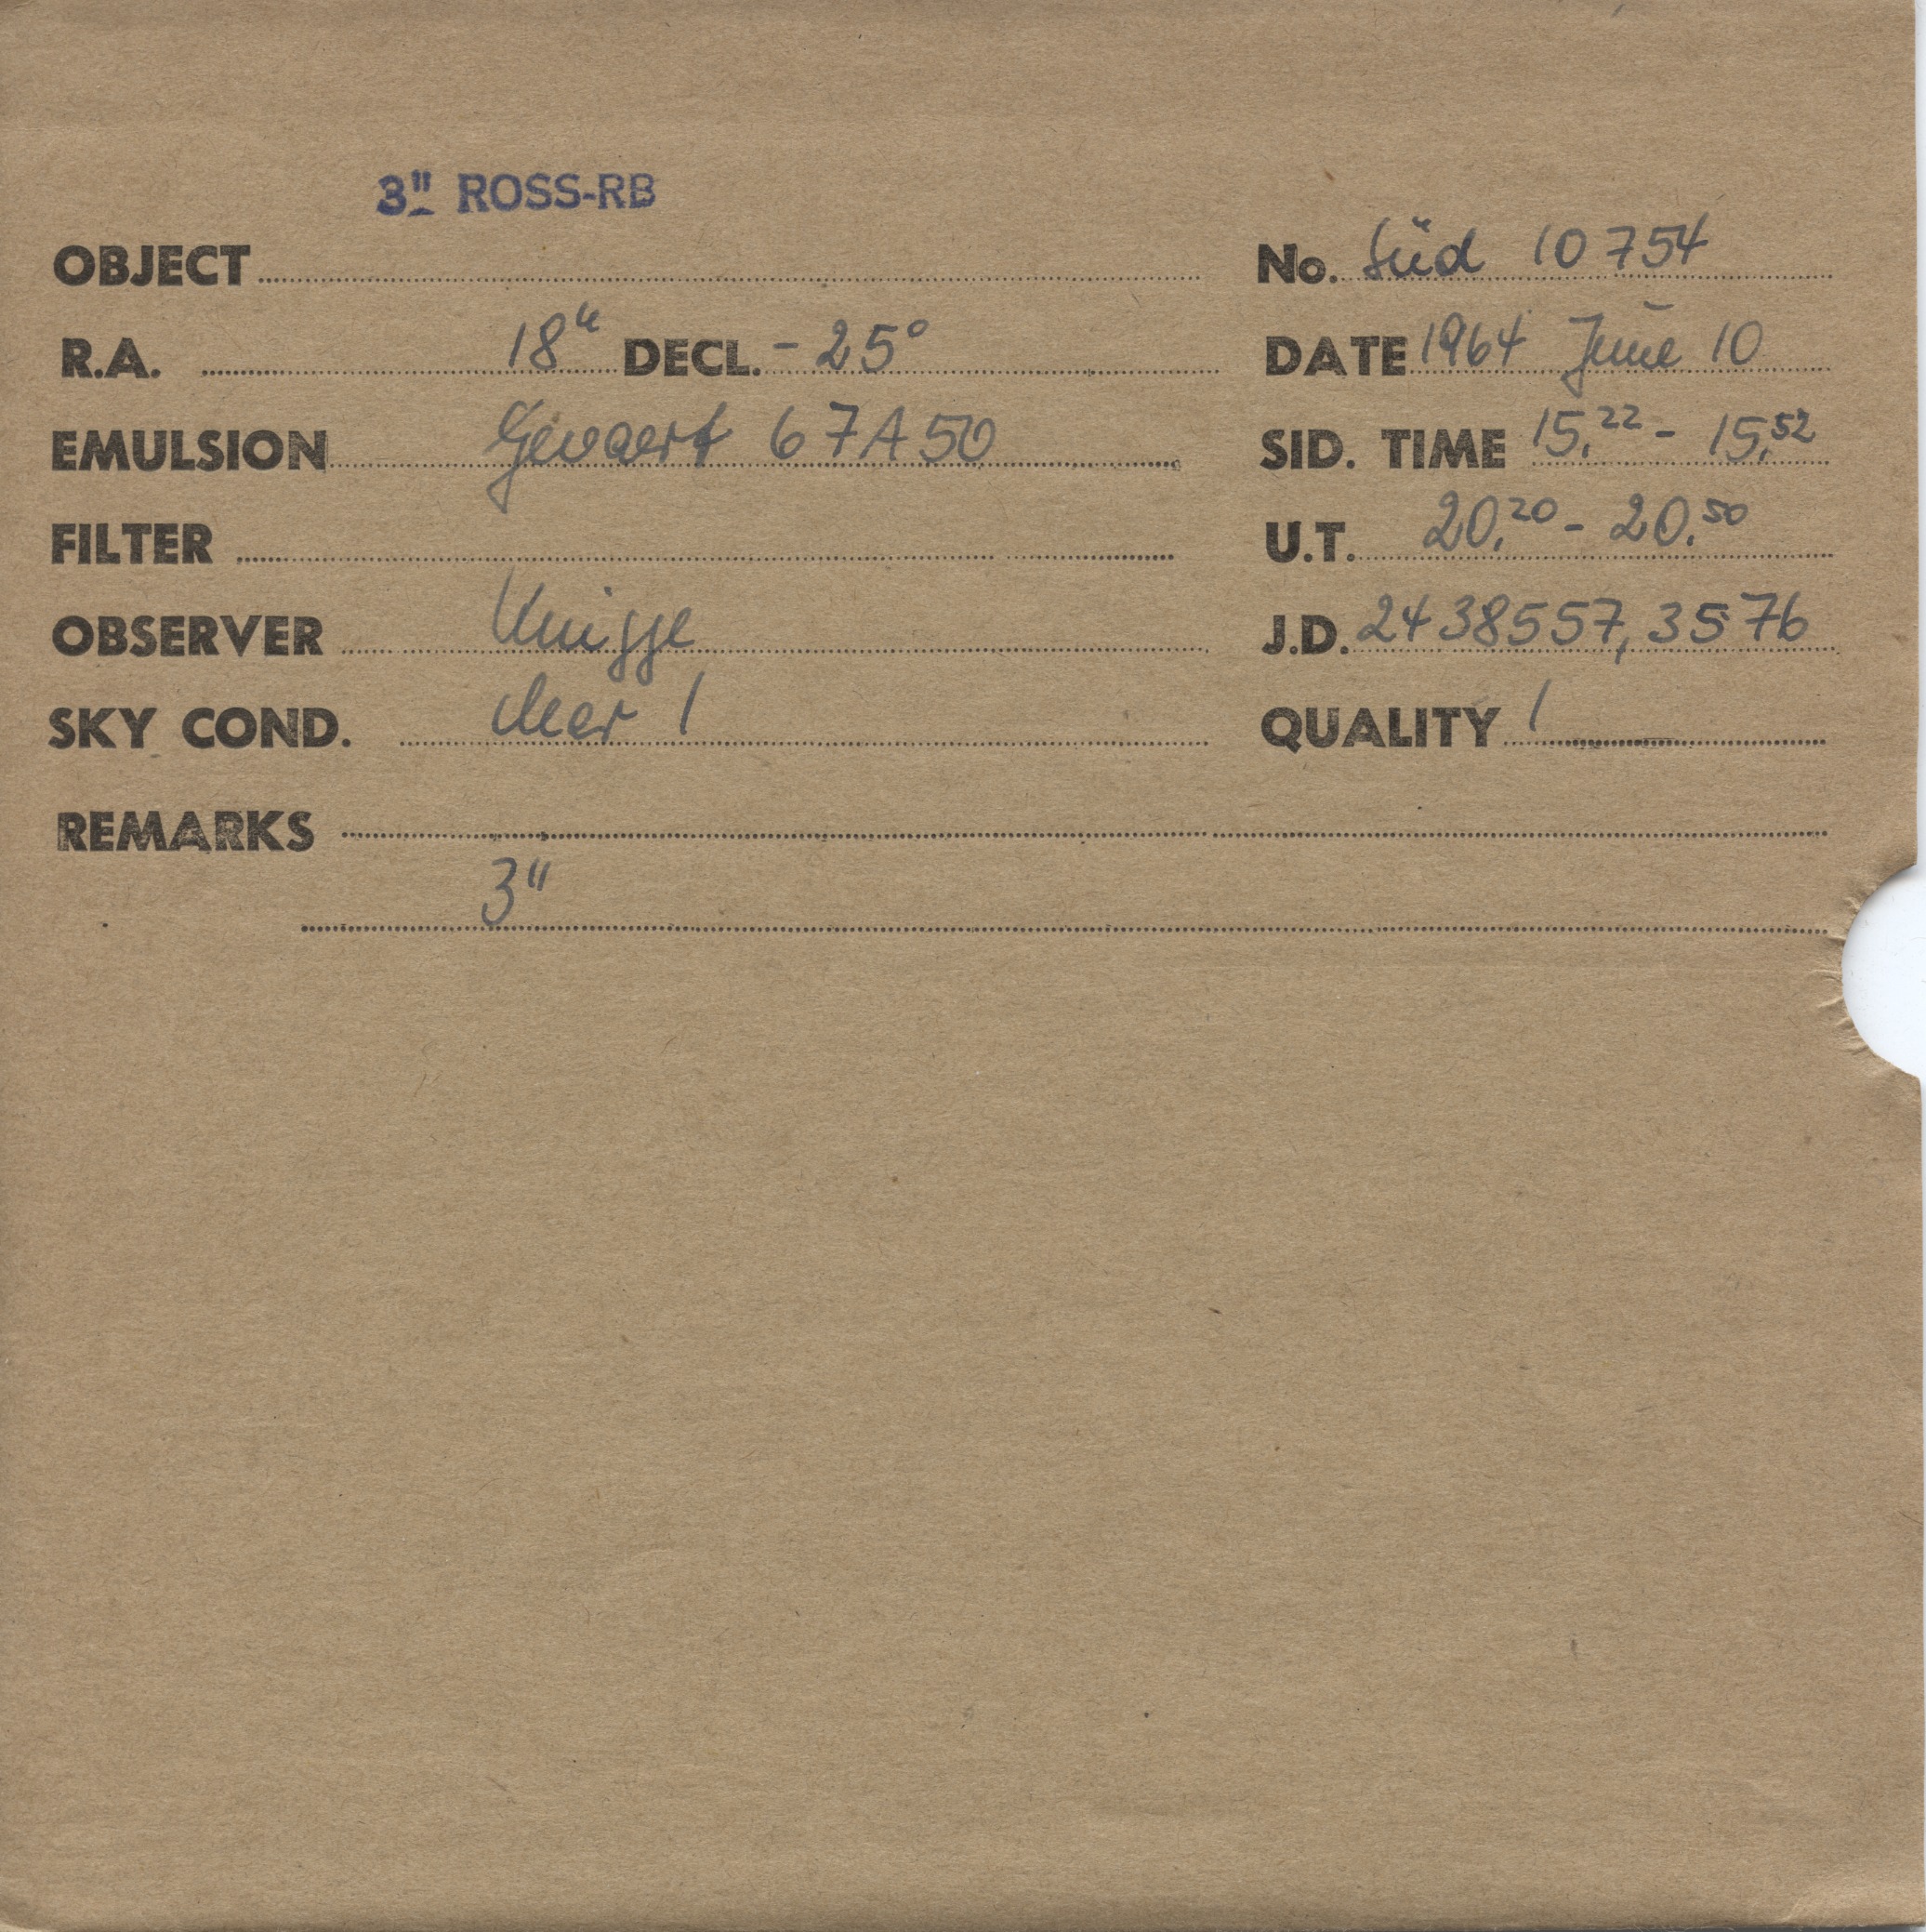 3" ROSS-RB
OBJECT
No. Süd 10754
R.A. 18h DECL. -25°
DATE 1964 June 10
EMULSION Gevaert 67A50
SID. TIME 15.22 - 15.52
FILTER
U.T. 20.20 - 20.50
OBSERVER Knigge
J.D. 2438557,3576
SKY COND. clear 1
QUALITY 1
REMARKS
3"